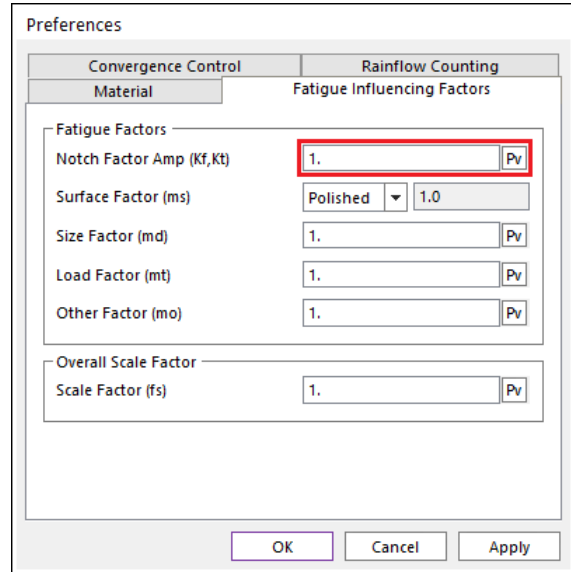 Preferences
Convergence Control Rainflow Counting
Material Fatigue Influencing Factors
Fatigue Factors
Notch Factor Amp (Kf,Kt) 1. Pv
Surface Factor (ms) Polished 1.0
Size Factor (md) 1. Pv
Load Factor (mt) 1. Pv
Other Factor (mo) 1. Pv
Overall Scale Factor
Scale Factor (fs) 1. Pv
OK Cancel Apply